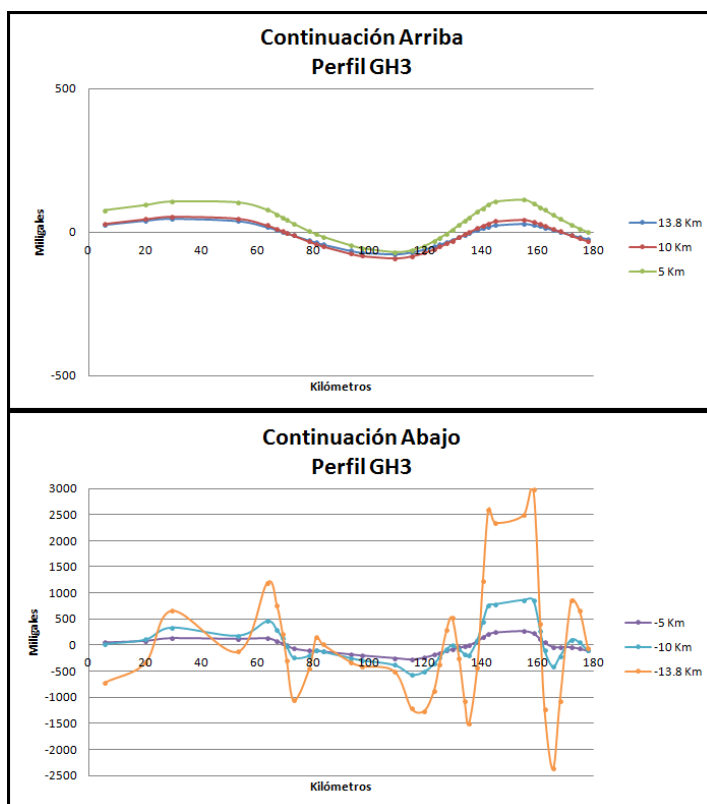 Continuación Arriba
Perfil GH3
500
0
-500
0 20 40 60 80 100 120 140 160 180
Miligales
Kilómetros
13.8 Km
10 Km
5 Km
Continuación Abajo
Perfil GH3
3000
2500
2000
1500
1000
500
0
-500
-1000
-1500
-2000
-2500
0 20 40 60 80 100 120 140 160 180
Miligales
Kilómetros
-5 Km
-10 Km
-13.8 Km